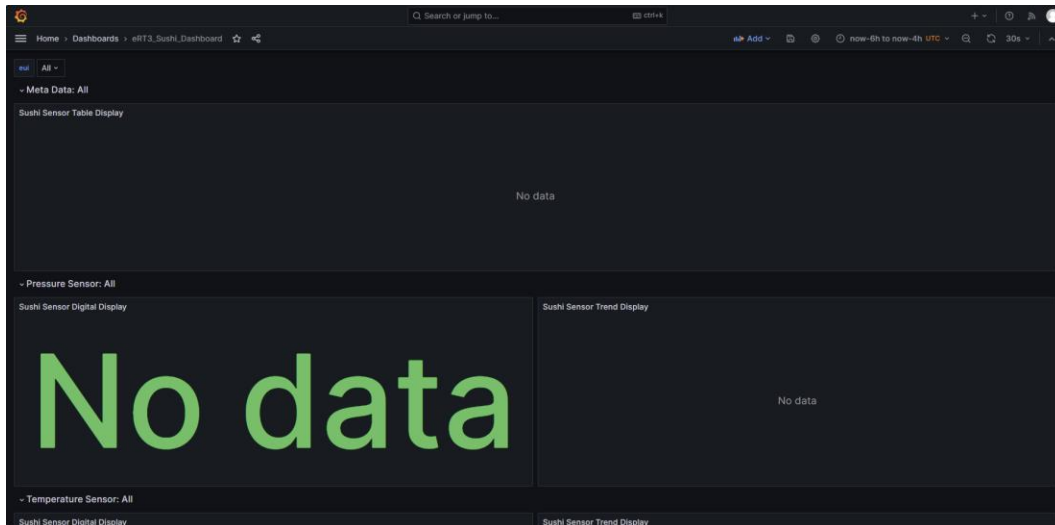 Search or jump to... ctrl+k
Home › Dashboards › eRT3_Sushi_Dashboard Add now-6h to now-4h UTC 30s
eui All
Meta Data: All
Sushi Sensor Table Display
No data
Pressure Sensor: All
Sushi Sensor Digital Display Sushi Sensor Trend Display
No data No data
Temperature Sensor: All
Sushi Sensor Digital Display Sushi Sensor Trend Display